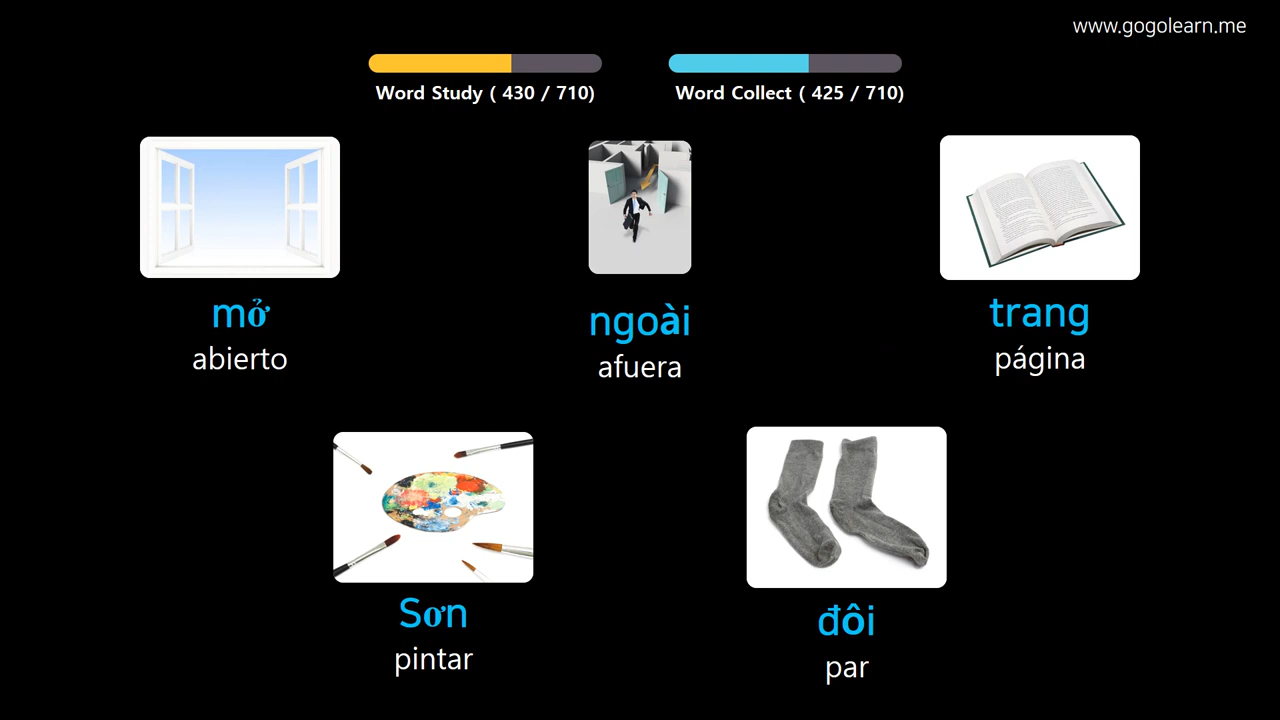 www.gogolearn.me
Word Study ( 430 / 710)
Word Collect ( 425 / 710)
mở
abierto
ngoài
afuera
trang
página
Sơn
pintar
đôi
par